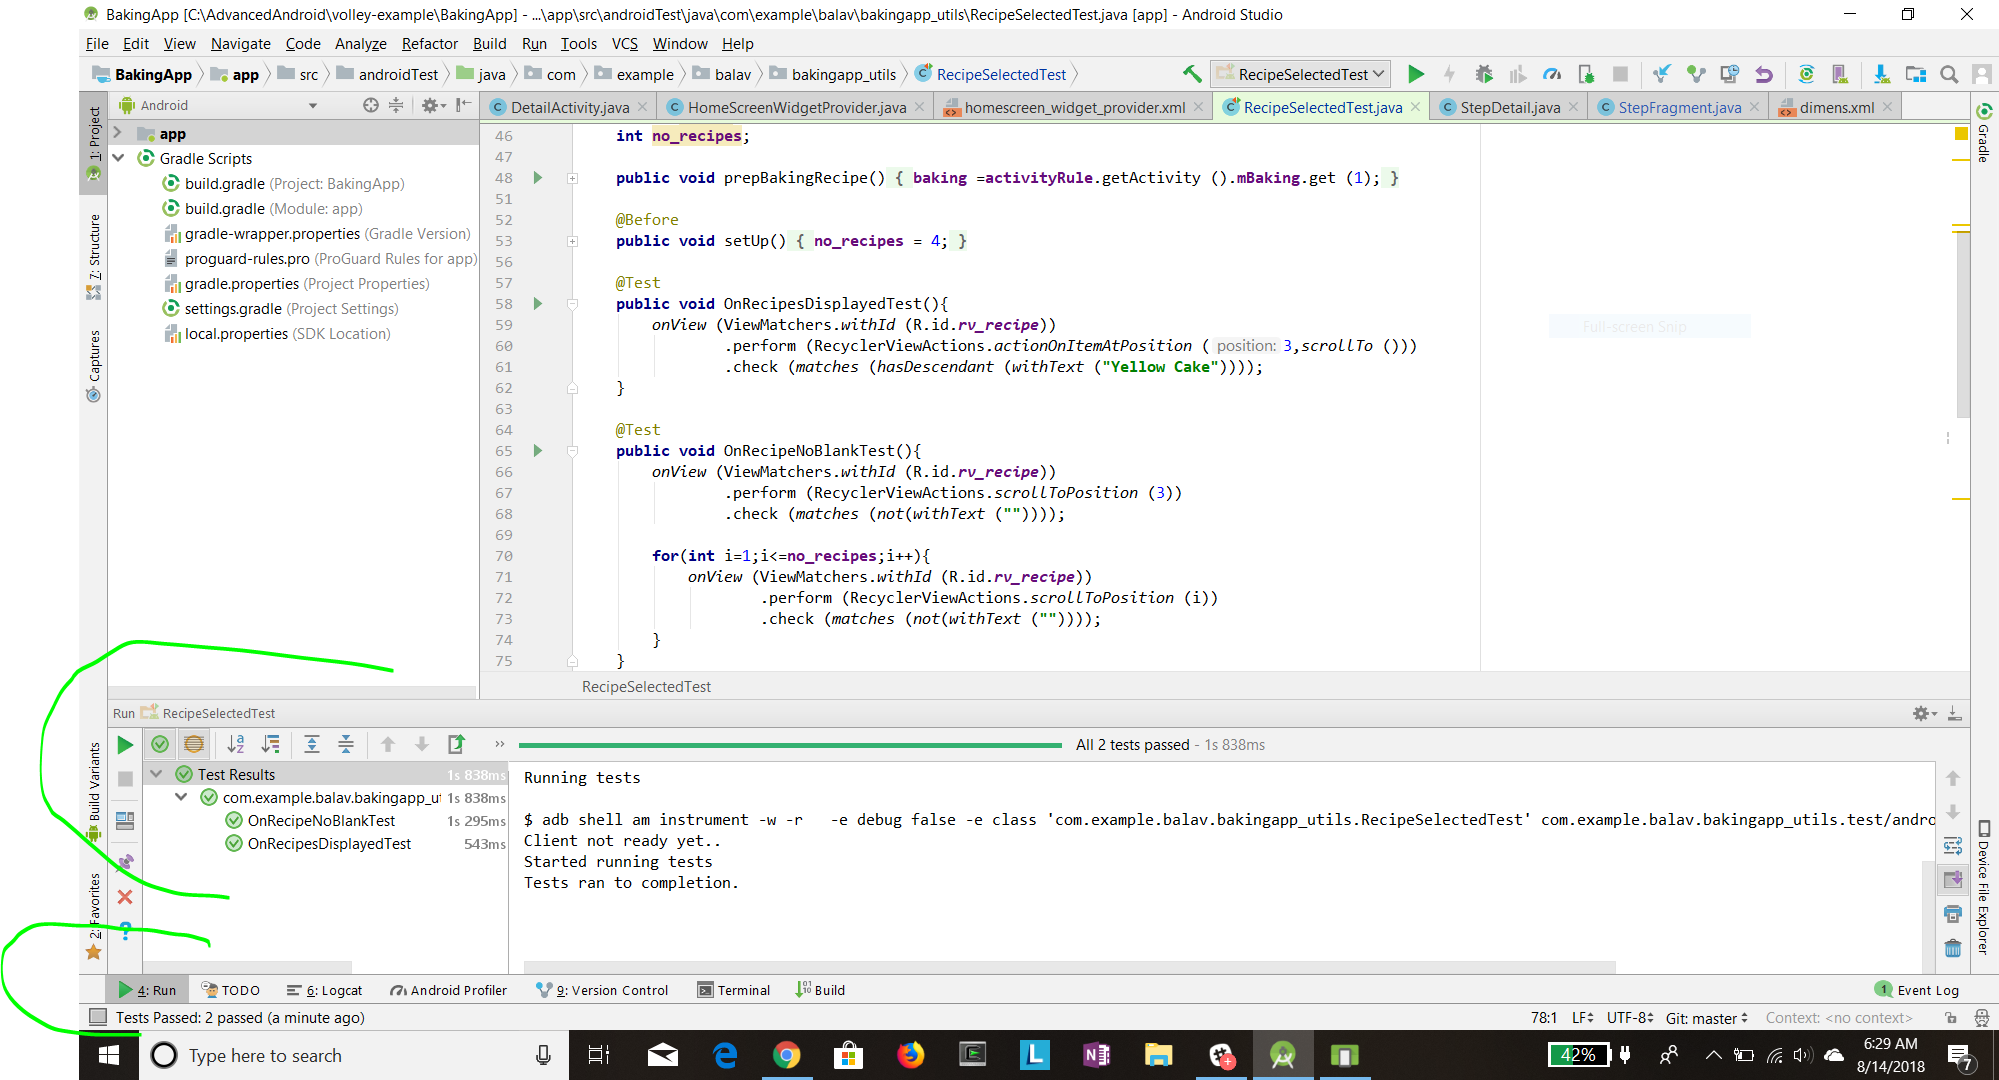 BakingApp [C:\AdvancedAndroid\volley-example\BakingApp] - ...\app\src\androidTest\java\com\example\balav\bakingapp_utils\RecipeSelectedTest.java [app] - Android Studio
File Edit View Navigate Code Analyze Refactor Build Run Tools VCS Window Help
BakingApp app src androidTest java com example balav bakingapp_utils RecipeSelectedTest RecipeSelectedTest
Android
DetailActivity.java HomeScreenWidgetProvider.java homescreen_widget_provider.xml RecipeSelectedTest.java StepDetail.java StepFragment.java dimens.xml
1: Project
7: Structure
Captures
Build Variants
2: Favorites
app
Gradle Scripts
build.gradle (Project: BakingApp)
build.gradle (Module: app)
gradle-wrapper.properties (Gradle Version)
proguard-rules.pro (ProGuard Rules for app)
gradle.properties (Project Properties)
settings.gradle (Project Settings)
local.properties (SDK Location)
46 int no_recipes;
47
48 public void prepBakingRecipe() { baking =activityRule.getActivity ().mBaking.get (1); }
51
52 @Before
53 public void setUp() { no_recipes = 4; }
56
57 @Test
58 public void OnRecipesDisplayedTest(){
59 onView (ViewMatchers.withId (R.id.rv_recipe))
60 .perform (RecyclerViewActions.actionOnItemAtPosition ( position: 3,scrollTo ()))
61 .check (matches (hasDescendant (withText ("Yellow Cake"))));
62 }
63
64 @Test
65 public void OnRecipeNoBlankTest(){
66 onView (ViewMatchers.withId (R.id.rv_recipe))
67 .perform (RecyclerViewActions.scrollToPosition (3))
68 .check (matches (not(withText (""))));
69
70 for(int i=1;i<=no_recipes;i++){
71 onView (ViewMatchers.withId (R.id.rv_recipe))
72 .perform (RecyclerViewActions.scrollToPosition (i))
73 .check (matches (not(withText (""))));
74 }
75 }
Full-screen Snip
RecipeSelectedTest
Gradle
Device File Explorer
Run RecipeSelectedTest
All 2 tests passed - 1s 838ms
Test Results 1s 838ms
com.example.balav.bakingapp_ut 1s 838ms
OnRecipeNoBlankTest 1s 295ms
OnRecipesDisplayedTest 543ms
Running tests
$ adb shell am instrument -w -r   -e debug false -e class 'com.example.balav.bakingapp_utils.RecipeSelectedTest' com.example.balav.bakingapp_utils.test/andro
Client not ready yet..
Started running tests
Tests ran to completion.
4: Run TODO 6: Logcat Android Profiler 9: Version Control Terminal Build 1 Event Log
Tests Passed: 2 passed (a minute ago) 78:1 LF UTF-8 Git: master Context: <no context>
Type here to search 42% 6:29 AM
8/14/2018 7